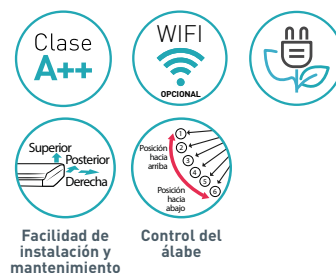 Clase
A++
WIFI
OPCIONAL
Superior
Posterior
Derecha
Facilidad de
instalación y
mantenimiento
Posición
hacia
arriba
1
2
3
4
5
6
Posición
hacia
abajo
Control del
álabe